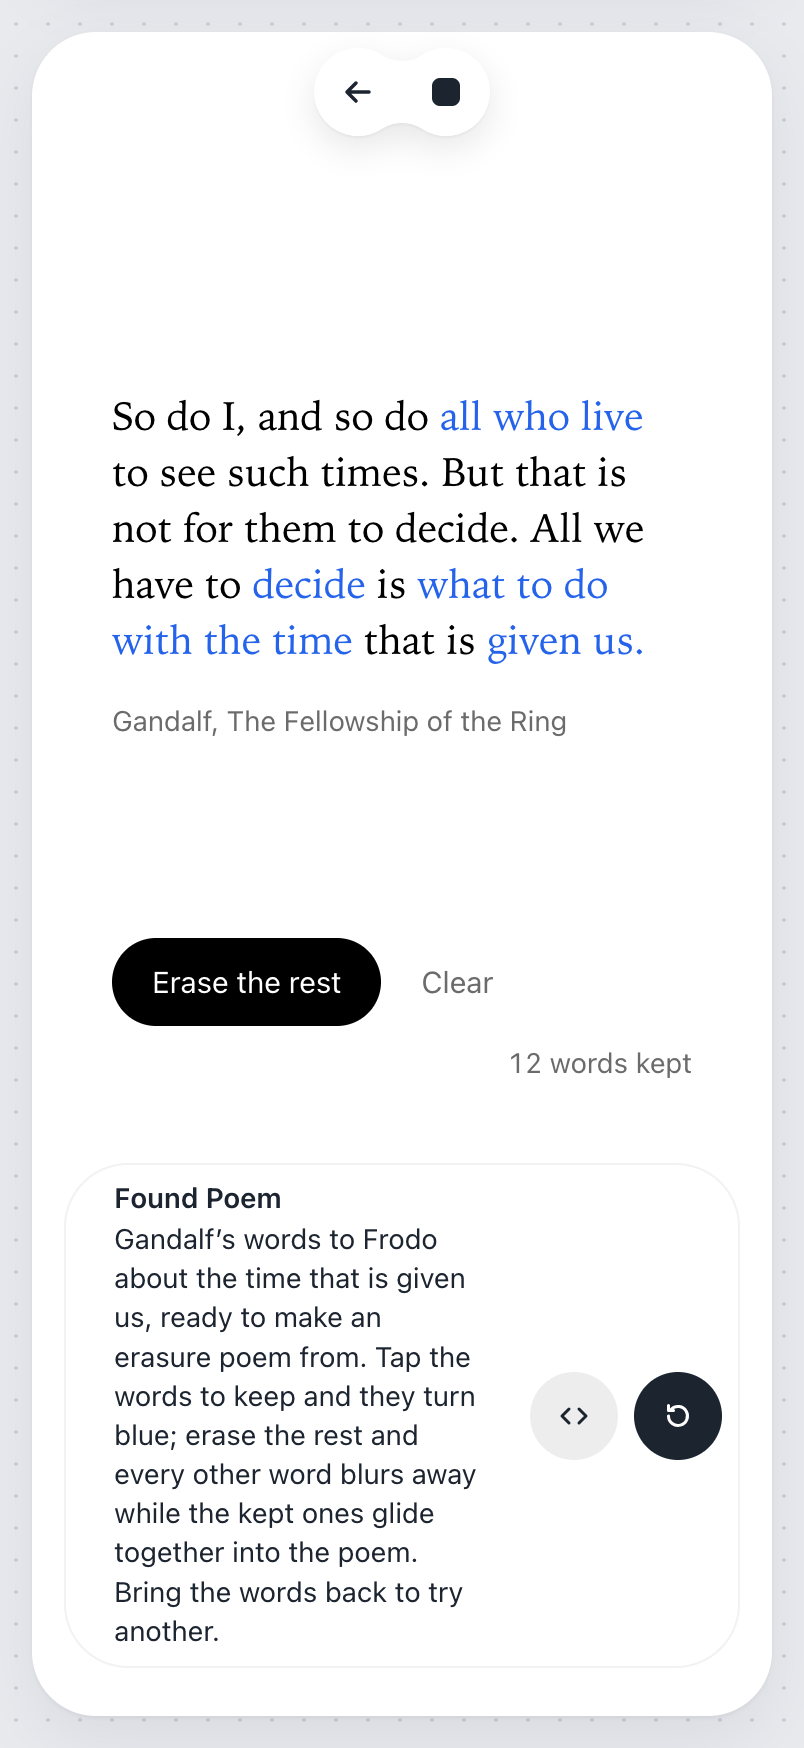 So do I, and so do all who live
to see such times. But that is
not for them to decide. All we
have to decide is what to do
with the time that is given us.
Gandalf, The Fellowship of the Ring
Erase the rest
Clear
12 words kept
Found Poem
Gandalf’s words to Frodo
about the time that is given
us, ready to make an
erasure poem from. Tap the
words to keep and they turn
blue; erase the rest and
every other word blurs away
while the kept ones glide
together into the poem.
Bring the words back to try
another.